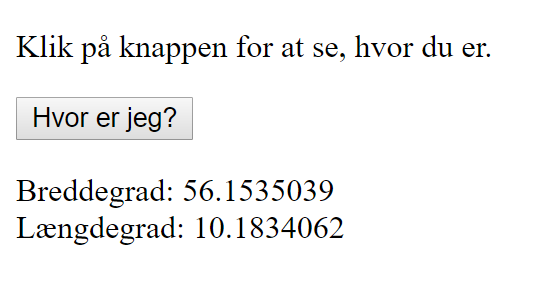 Klik på knappen for at se, hvor du er.
Hvor er jeg?
Breddegrad: 56.1535039
Længdegrad: 10.1834062